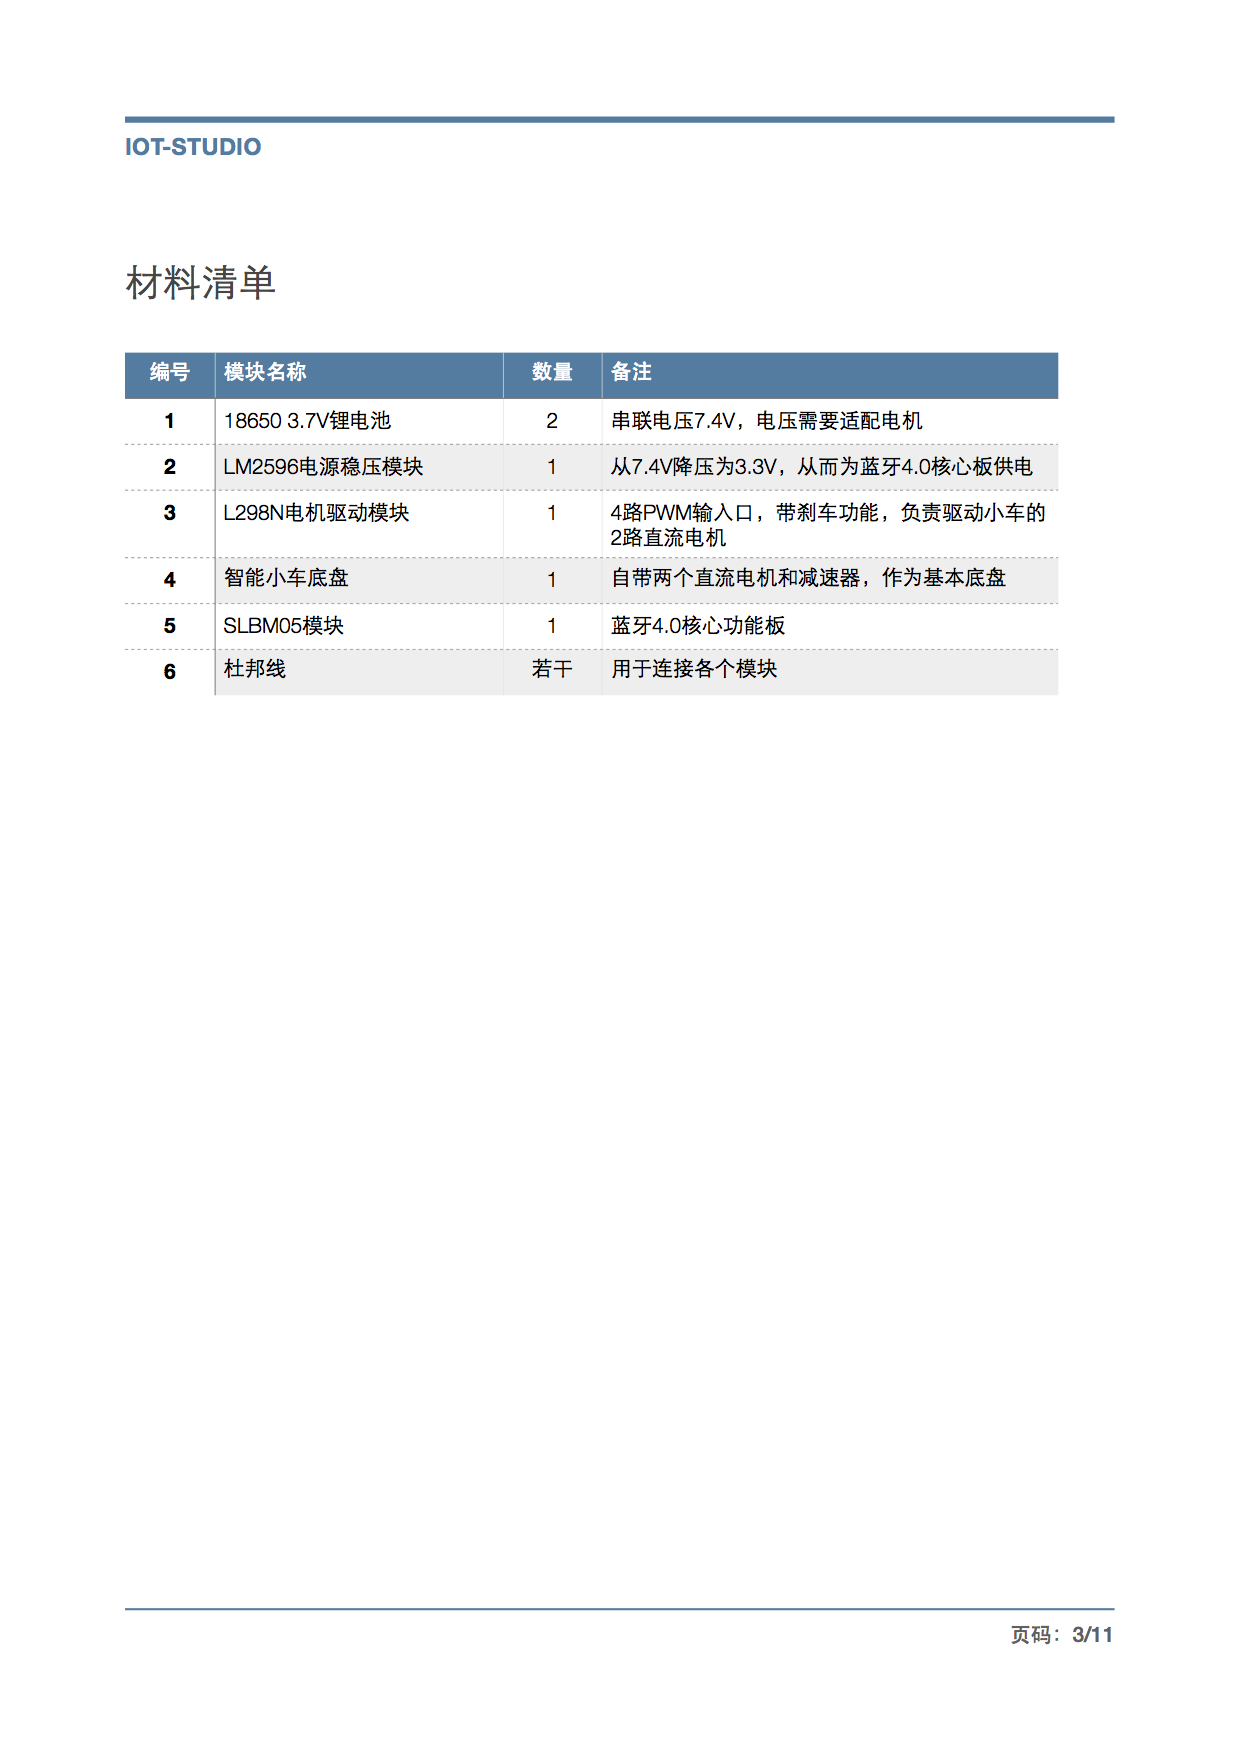 IOT-STUDIO
材料清单
编号 模块名称 数量 备注
1 18650 3.7V锂电池 2 串联电压7.4V，电压需要适配电机
2 LM2596电源稳压模块 1 从7.4V降压为3.3V，从而为蓝牙4.0核心板供电
3 L298N电机驱动模块 1 4路PWM输入口，带刹车功能，负责驱动小车的
2路直流电机
4 智能小车底盘 1 自带两个直流电机和减速器，作为基本底盘
5 SLBM05模块 1 蓝牙4.0核心功能板
6 杜邦线 若干 用于连接各个模块
页码：3/11